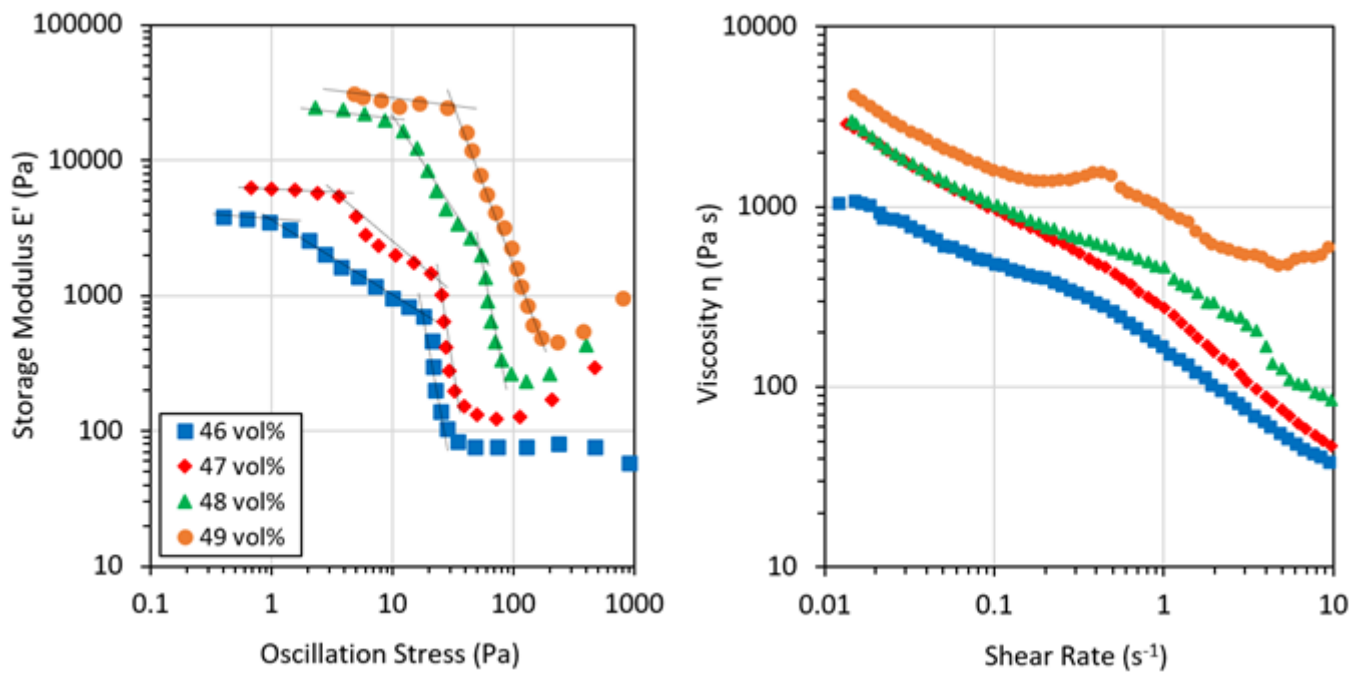 Storage Modulus E' (Pa)
100000
10000
1000
100
10
0.1 1 10 100 1000
Oscillation Stress (Pa)
46 vol%
47 vol%
48 vol%
49 vol%
Viscosity η (Pa s)
10000
1000
100
10
0.01 0.1 1 10
Shear Rate (s⁻¹)